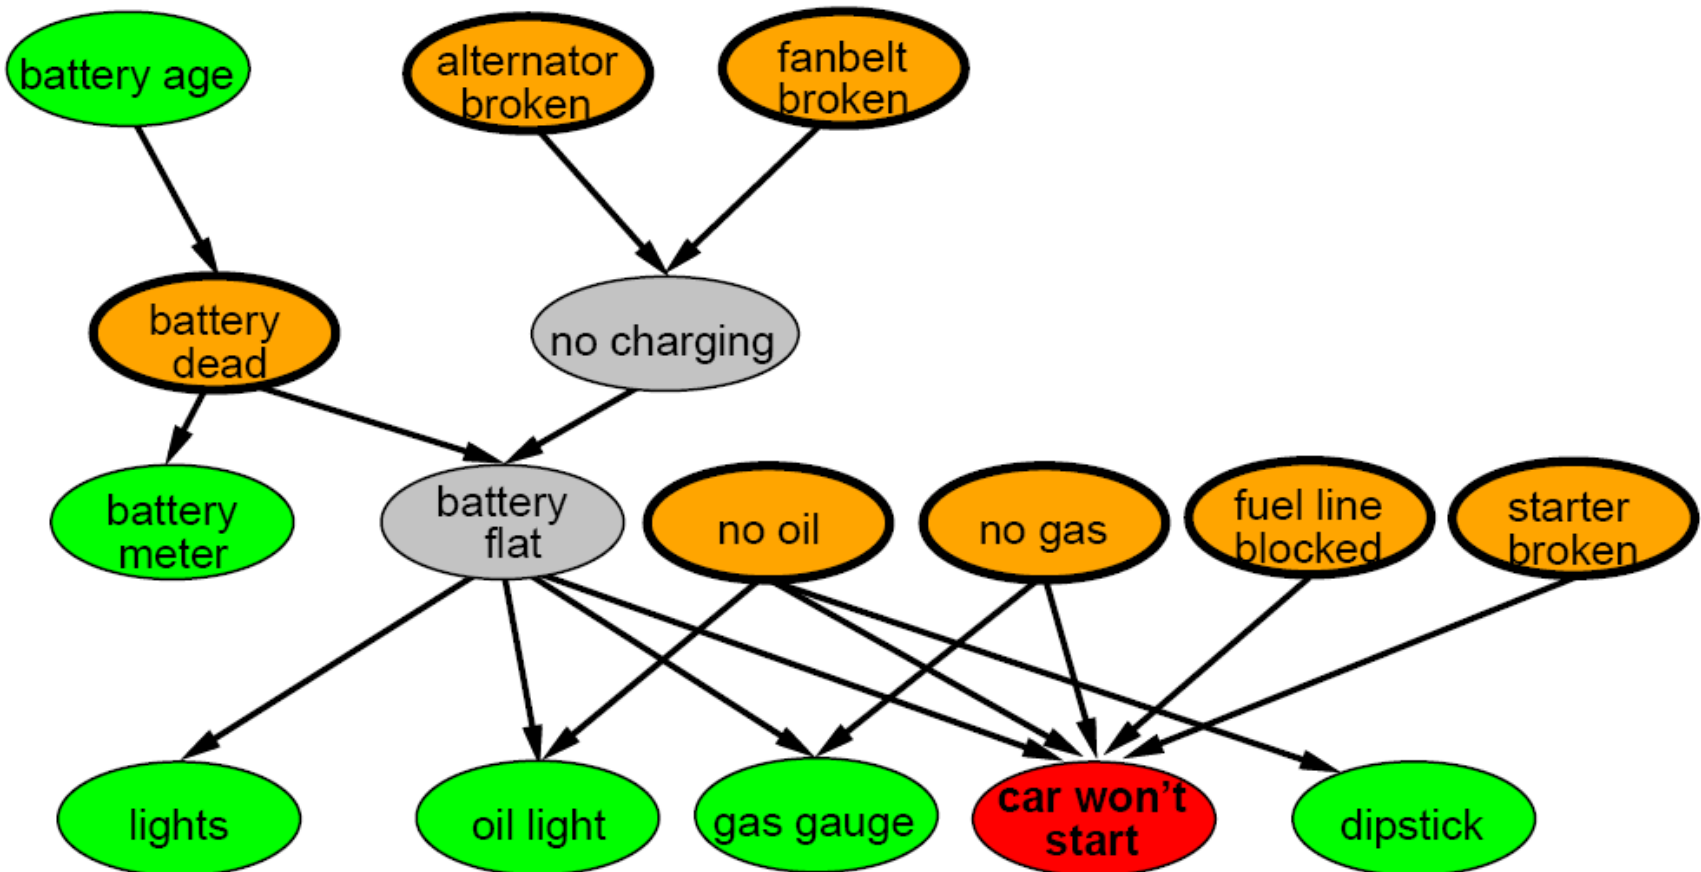 battery age
alternator
broken
fanbelt
broken
battery
dead
no charging
battery
meter
battery
flat
no oil
no gas
fuel line
blocked
starter
broken
lights
oil light
gas gauge
car won't
start
dipstick